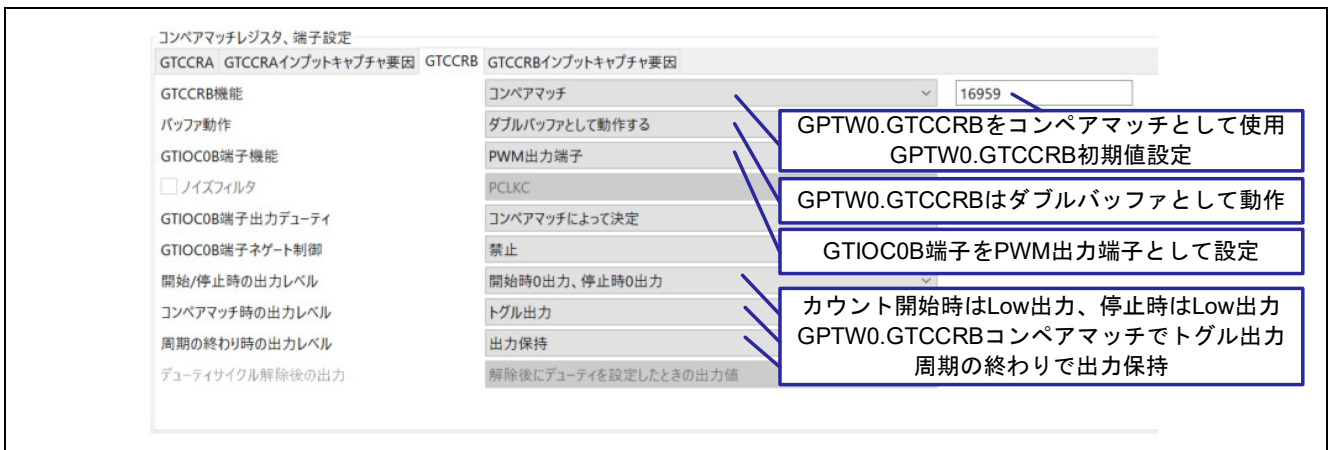 コンペアマッチレジスタ、端子設定
GTCCRA GTCCRAインプットキャプチャ要因 GTCCRB GTCCRBインプットキャプチャ要因
GTCCRB機能 コンペアマッチ 16959
バッファ動作 ダブルバッファとして動作する
GTIOC0B端子機能 PWM出力端子
ノイズフィルタ PCLKC
GTIOC0B端子出力デューティ コンペアマッチによって決定
GTIOC0B端子ネゲート制御 禁止
開始/停止時の出力レベル 開始時0出力、停止時0出力
コンペアマッチ時の出力レベル トグル出力
周期の終わり時の出力レベル 出力保持
デューティサイクル解除後の出力 解除後にデューティを設定したときの出力値
GPTW0.GTCCRBをコンペアマッチとして使用
GPTW0.GTCCRB初期値設定
GPTW0.GTCCRBはダブルバッファとして動作
GTIOC0B端子をPWM出力端子として設定
カウント開始時はLow出力、停止時はLow出力
GPTW0.GTCCRBコンペアマッチでトグル出力
周期の終わりで出力保持